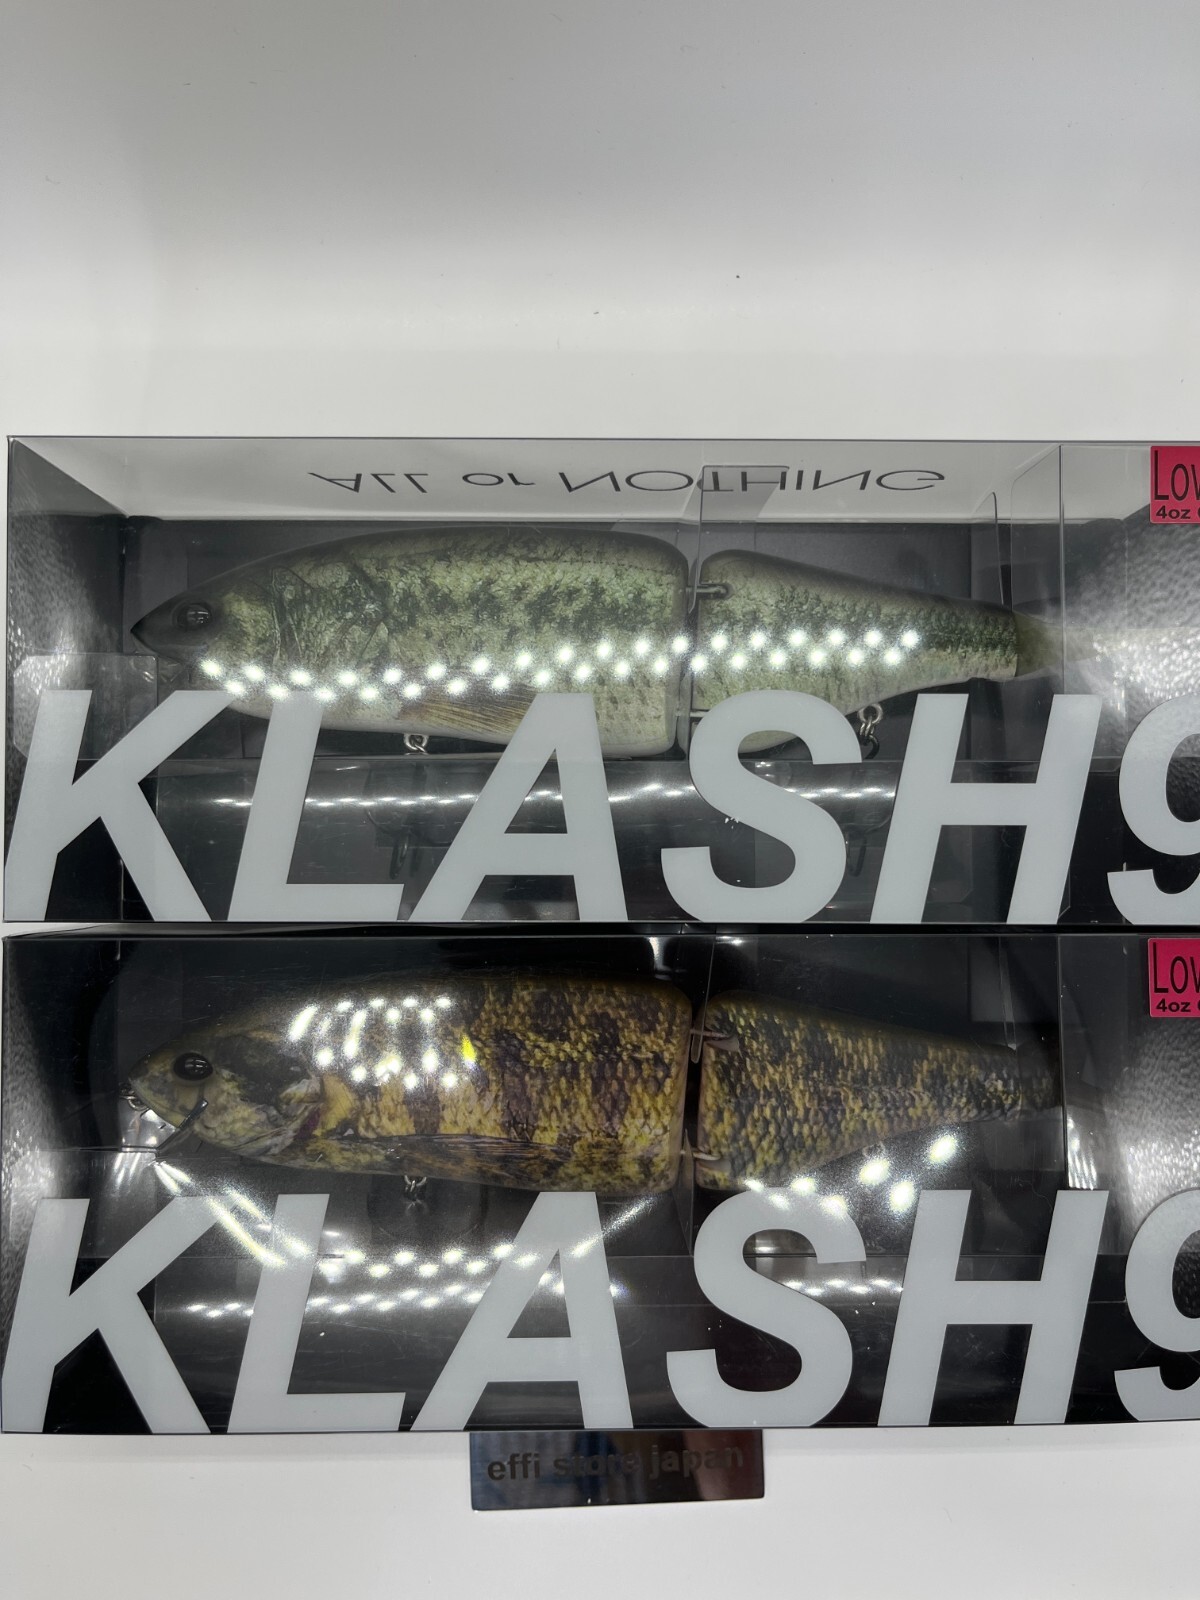 ALL or NOTHING
Low
4oz
KLASH9
Low
4oz
KLASH9
effi store japan